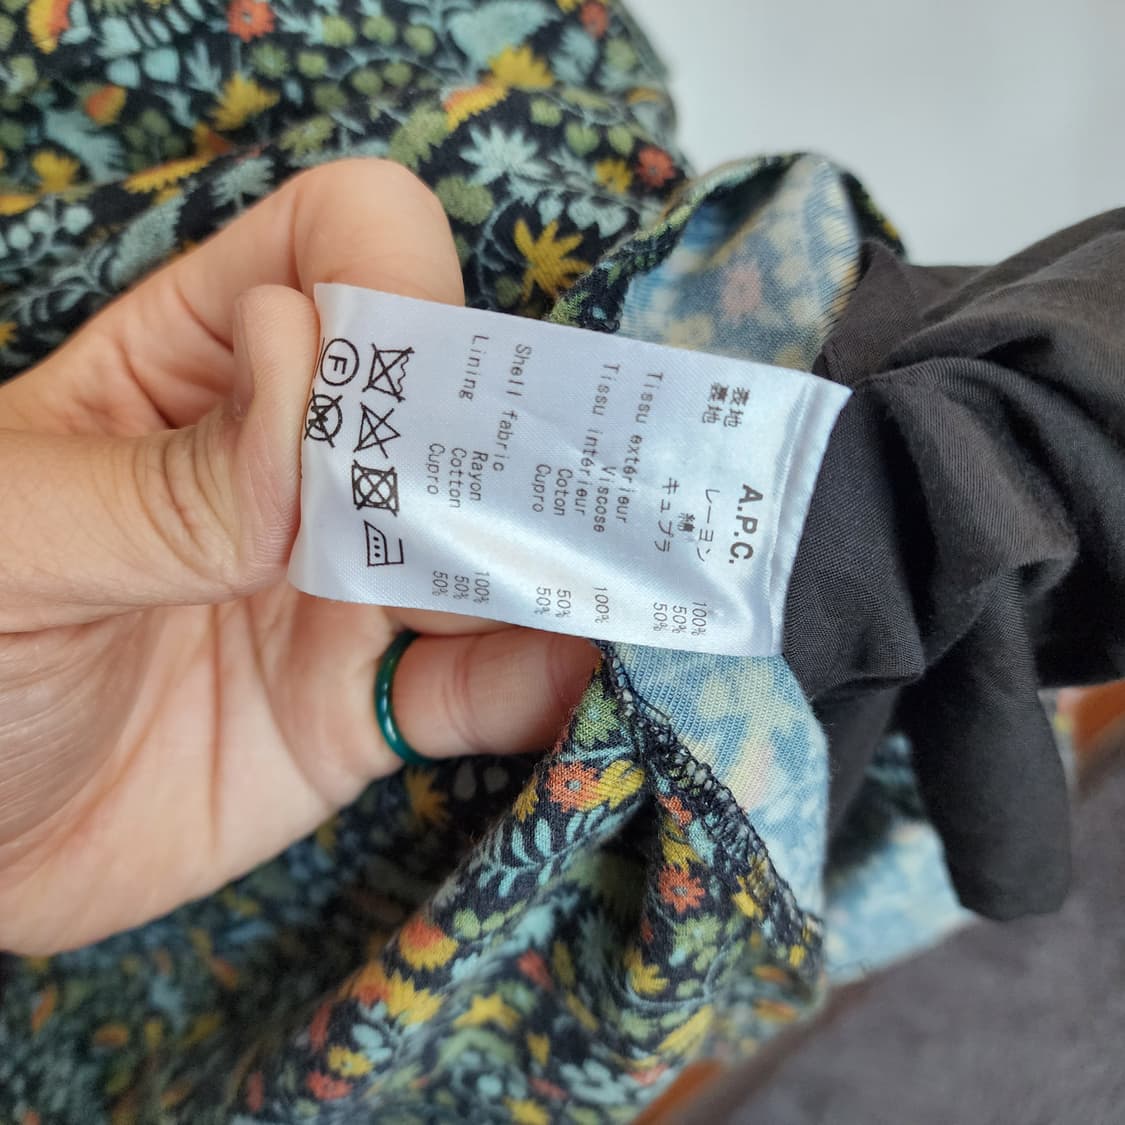 A.P.C.
表地 レーヨン 100%
裏地 綿 50%
キュプラ 50%
Tissu extérieur
Viscose 100%
Tissu intérieur
Coton 50%
Cupro 50%
Shell fabric
Rayon 100%
Lining Cotton 50%
Cupro 50%
F